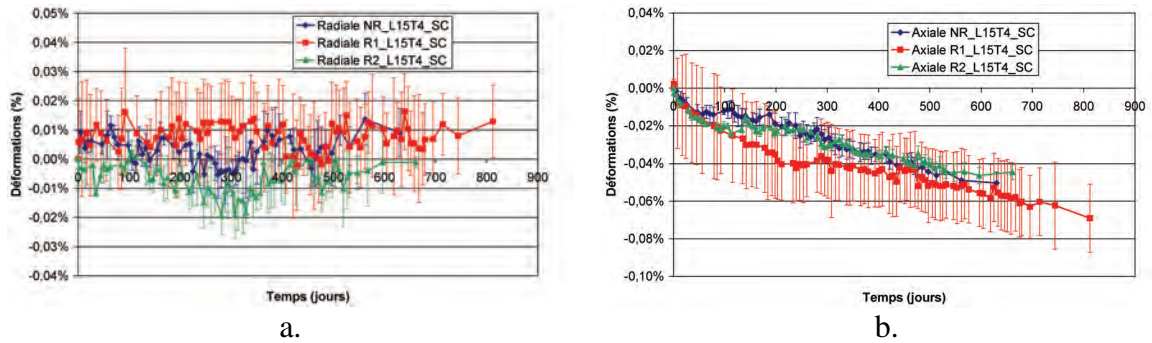 0,05%
0,04%
0,03%
0,02%
0,01%
0,00%
-0,01%
-0,02%
-0,03%
-0,04%
Déformations (%)
Radiale NR_L15T4_SC
Radiale R1_L15T4_SC
Radiale R2_L15T4_SC
0 100 200 300 400 500 600 700 800 900
Temps (jours)
a.
0,04%
0,02%
0,00%
-0,02%
-0,04%
-0,06%
-0,08%
-0,10%
Déformations (%)
Axiale NR_L15T4_SC
Axiale R1_L15T4_SC
Axiale R2_L15T4_SC
0 100 200 300 400 500 600 700 800 900
Temps (jours)
b.